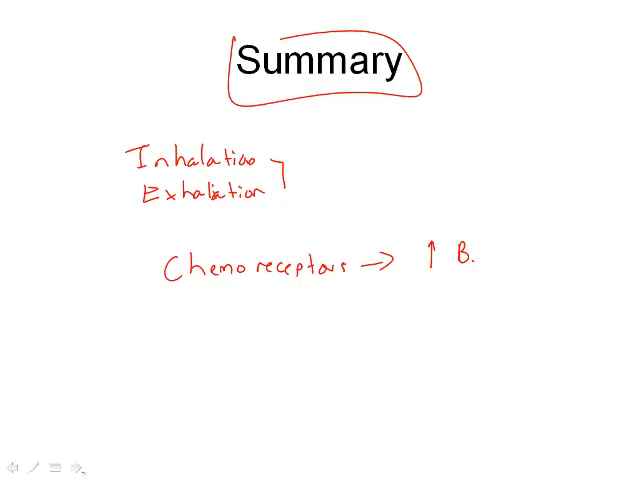 Summary
Inhalation
Exhalation
Chemoreceptors → ↑ B.